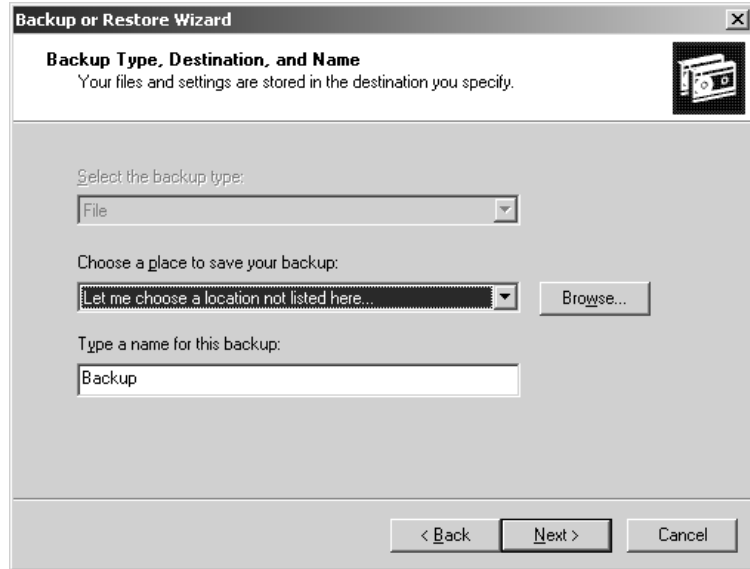 Backup or Restore Wizard
Backup Type, Destination, and Name
Your files and settings are stored in the destination you specify.
Select the backup type:
File
Choose a place to save your backup:
Let me choose a location not listed here...
Browse...
Type a name for this backup:
Backup
< Back
Next >
Cancel